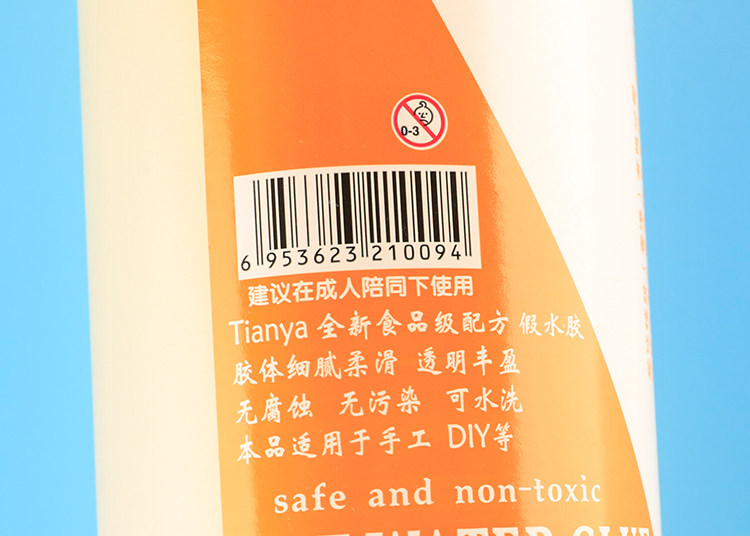 0-3
6 953623 210094
建议在成人陪同下使用
Tianya 全新食品级配方 假水胶
胶体细腻柔滑 透明丰盈
无腐蚀 无污染 可水洗
本品适用于手工 DIY等
safe and non-toxic
WATER GLUE